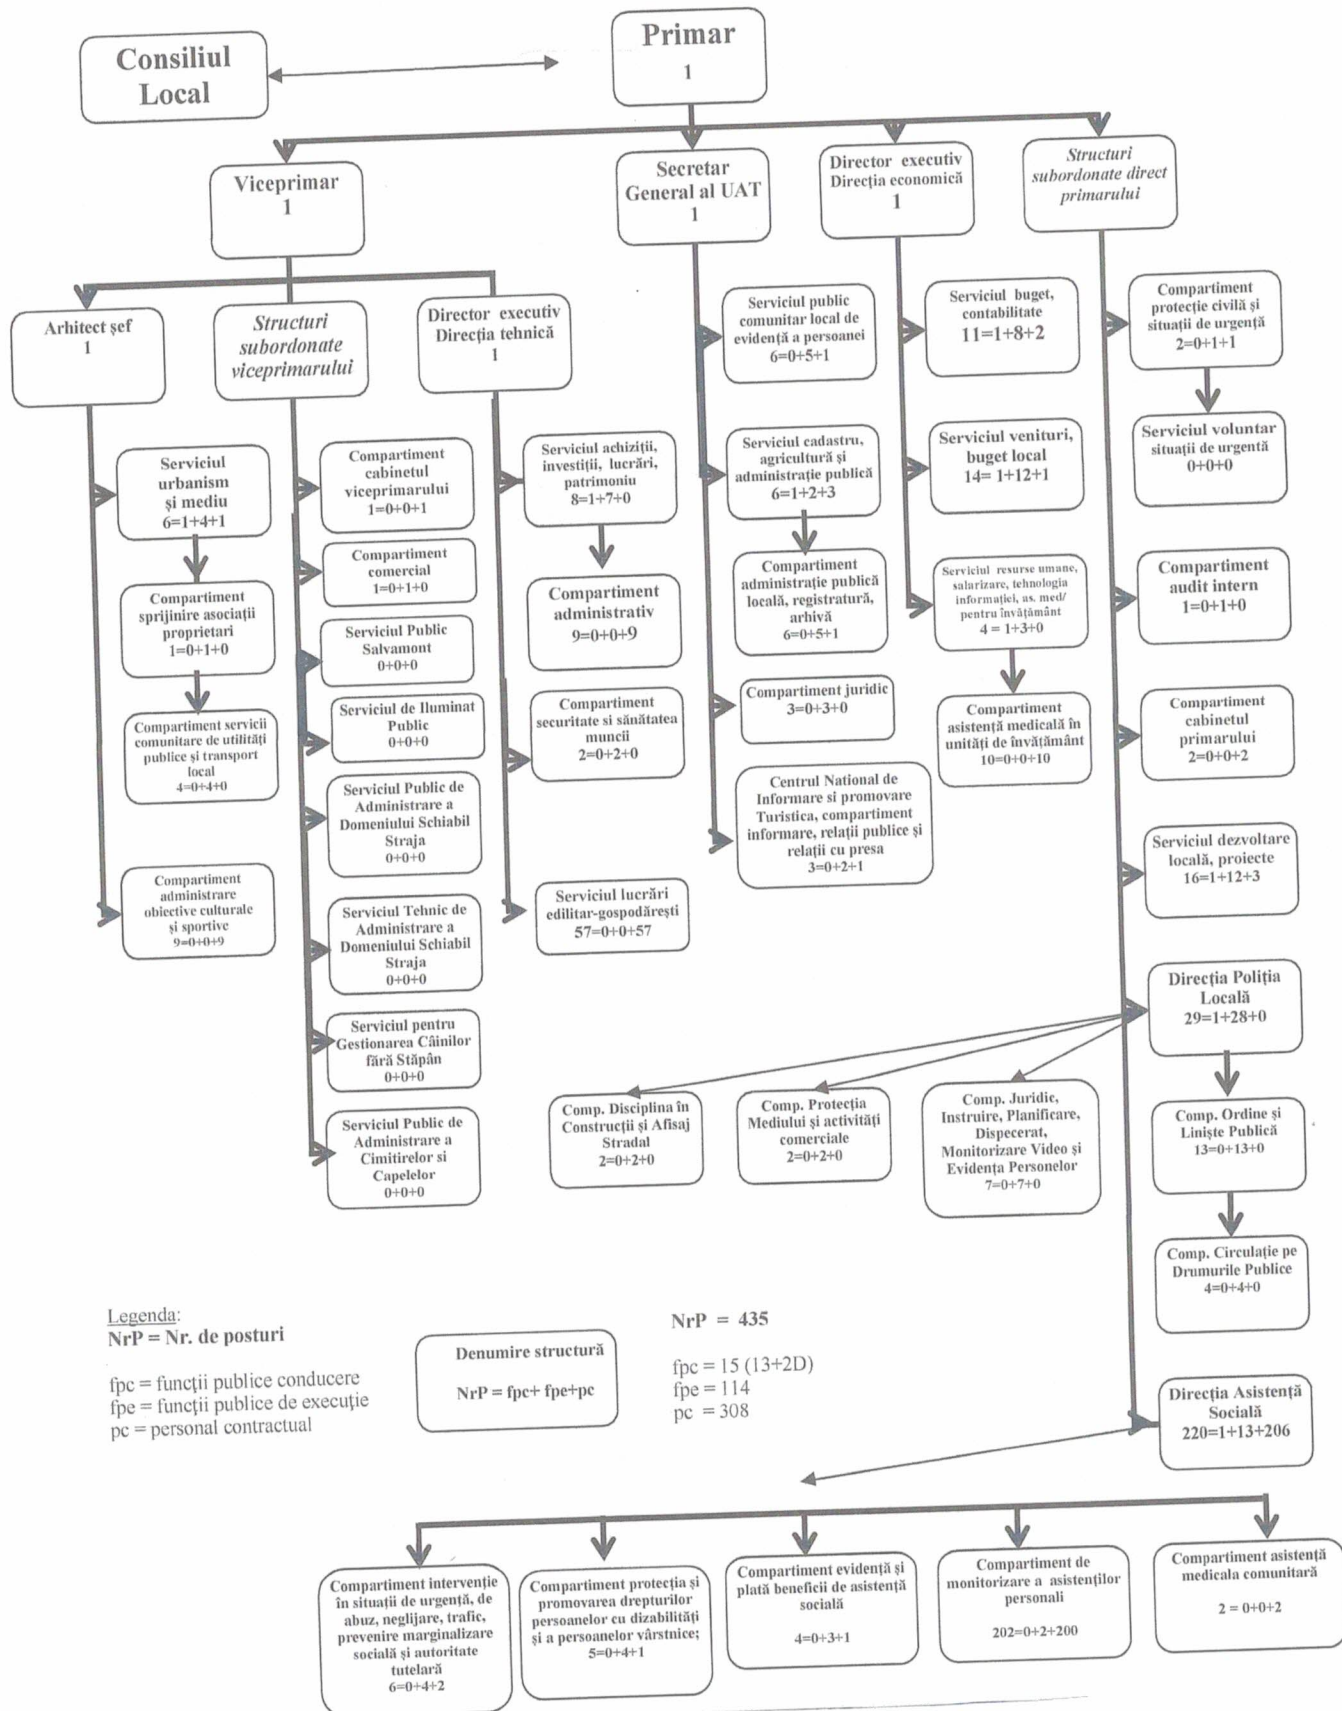 Consiliul
Local
Primar
1
Viceprimar
1
Secretar
General al UAT
1
Director executiv
Direcția economică
1
Structuri
subordonate direct
primarului
Arhitect șef
1
Structuri
subordonate
viceprimarului
Director executiv
Direcția tehnică
1
Serviciul
urbanism
și mediu
6=1+4+1
Compartiment
sprijinire asociații
proprietari
1=0+1+0
Compartiment servicii
comunitare de utilități
publice și transport
local
4=0+4+0
Compartiment
administrare
obiective culturale
și sportive
9=0+0+9
Compartiment
cabinetul
viceprimarului
1=0+0+1
Compartiment
comercial
1=0+1+0
Serviciul Public
Salvamont
0+0+0
Serviciul de Iluminat
Public
0+0+0
Serviciul Public de
Administrare a
Domeniului Schiabil
Straja
0+0+0
Serviciul Tehnic de
Administrare a
Domeniului Schiabil
Straja
0+0+0
Serviciul pentru
Gestionarea Câinilor
fără Stăpân
0+0+0
Serviciul Public de
Administrare a
Cimitirelor si
Capelelor
0+0+0
Serviciul achiziții,
investiții, lucrări,
patrimoniu
8=1+7+0
Compartiment
administrativ
9=0+0+9
Compartiment
securitate si sănătatea
muncii
2=0+2+0
Serviciul lucrări
edilitar-gospodărești
57=0+0+57
Serviciul public
comunitar local de
evidență a persoanei
6=0+5+1
Serviciul cadastru,
agricultură și
administrație publică
6=1+2+3
Compartiment
administrație publică
locală, registratură,
arhivă
6=0+5+1
Compartiment juridic
3=0+3+0
Centrul National de
Informare si promovare
Turistica, compartiment
informare, relații publice și
relații cu presa
3=0+2+1
Serviciul buget,
contabilitate
11=1+8+2
Serviciul venituri,
buget local
14= 1+12+1
Serviciul resurse umane,
salarizare, tehnologia
informației, as. med/
pentru învățământ
4 = 1+3+0
Compartiment
asistență medicală în
unități de învățământ
10=0+0+10
Compartiment
protecție civilă și
situații de urgență
2=0+1+1
Serviciul voluntar
situații de urgentă
0+0+0
Compartiment
audit intern
1=0+1+0
Compartiment
cabinetul
primarului
2=0+0+2
Serviciul dezvoltare
locală, proiecte
16=1+12+3
Direcția Poliția
Locală
29=1+28+0
Comp. Disciplina în
Construcții și Afisaj
Stradal
2=0+2+0
Comp. Protecția
Mediului și activități
comerciale
2=0+2+0
Comp. Juridic,
Instruire, Planificare,
Dispecerat,
Monitorizare Video și
Evidența Personelor
7=0+7+0
Comp. Ordine și
Liniște Publică
13=0+13+0
Comp. Circulație pe
Drumurile Publice
4=0+4+0
Legenda:
NrP = Nr. de posturi
fpc = funcții publice conducere
fpe = funcții publice de execuție
pc = personal contractual
Denumire structură
NrP = fpc+ fpe+pc
NrP = 435
fpc = 15 (13+2D)
fpe = 114
pc = 308
Direcția Asistență
Socială
220=1+13+206
Compartiment intervenție
în situații de urgență, de
abuz, neglijare, trafic,
prevenire marginalizare
socială și autoritate
tutelară
6=0+4+2
Compartiment protecția și
promovarea drepturilor
persoanelor cu dizabilități
și a persoanelor vârstnice;
5=0+4+1
Compartiment evidență și
plată beneficii de asistență
socială
4=0+3+1
Compartiment de
monitorizare a asistenților
personali
202=0+2+200
Compartiment asistență
medicala comunitară
2 = 0+0+2